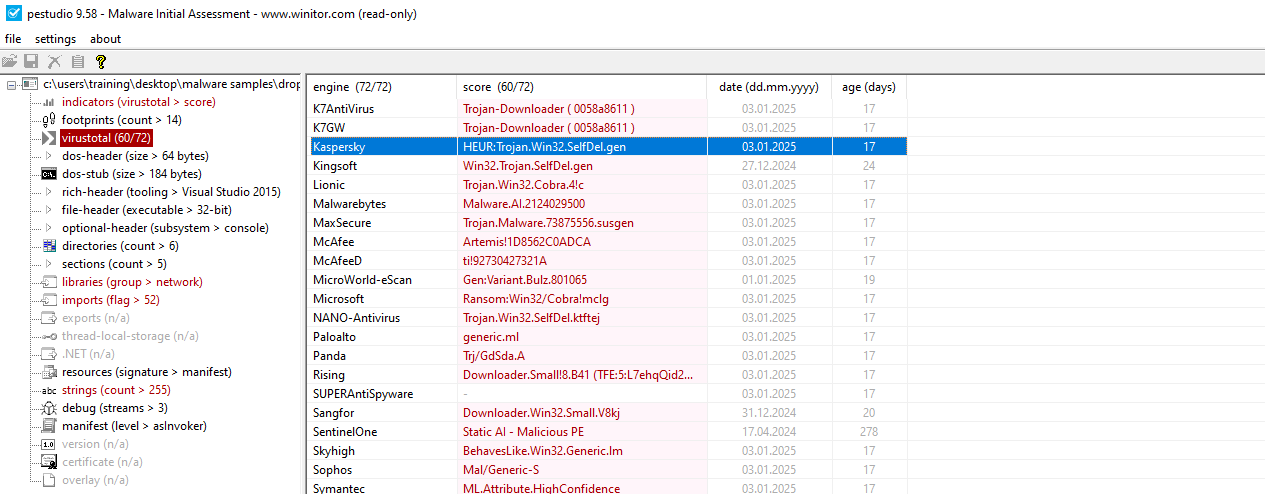 pestudio 9.58 - Malware Initial Assessment - www.winitor.com (read-only)
file settings about
c:\users\training\desktop\malware samples\drop
indicators (virustotal > score)
footprints (count > 14)
virustotal (60/72)
dos-header (size > 64 bytes)
dos-stub (size > 184 bytes)
rich-header (tooling > Visual Studio 2015)
file-header (executable > 32-bit)
optional-header (subsystem > console)
directories (count > 6)
sections (count > 5)
libraries (group > network)
imports (flag > 52)
exports (n/a)
thread-local-storage (n/a)
.NET (n/a)
resources (signature > manifest)
abc strings (count > 255)
debug (streams > 3)
manifest (level > asInvoker)
1.0 version (n/a)
certificate (n/a)
overlay (n/a)
engine (72/72) score (60/72) date (dd.mm.yyyy) age (days)
K7AntiVirus Trojan-Downloader ( 0058a8611 ) 03.01.2025 17
K7GW Trojan-Downloader ( 0058a8611 ) 03.01.2025 17
Kaspersky HEUR:Trojan.Win32.SelfDel.gen 03.01.2025 17
Kingsoft Win32.Trojan.SelfDel.gen 27.12.2024 24
Lionic Trojan.Win32.Cobra.4!c 03.01.2025 17
Malwarebytes Malware.AI.2124029500 03.01.2025 17
MaxSecure Trojan.Malware.73875556.susgen 03.01.2025 17
McAfee Artemis!1D8562C0ADCA 03.01.2025 17
McAfeeD ti!92730427321A 03.01.2025 17
MicroWorld-eScan Gen:Variant.Bulz.801065 01.01.2025 19
Microsoft Ransom:Win32/Cobra!mclg 03.01.2025 17
NANO-Antivirus Trojan.Win32.SelfDel.ktftej 03.01.2025 17
Paloalto generic.ml 03.01.2025 17
Panda Trj/GdSda.A 03.01.2025 17
Rising Downloader.Small!8.B41 (TFE:5:L7ehqQid2... 03.01.2025 17
SUPERAntiSpyware - 03.01.2025 17
Sangfor Downloader.Win32.Small.V8kj 31.12.2024 20
SentinelOne Static AI - Malicious PE 17.04.2024 278
Skyhigh BehavesLike.Win32.Generic.lm 03.01.2025 17
Sophos Mal/Generic-S 03.01.2025 17
Symantec ML.Attribute.HighConfidence 03.01.2025 17